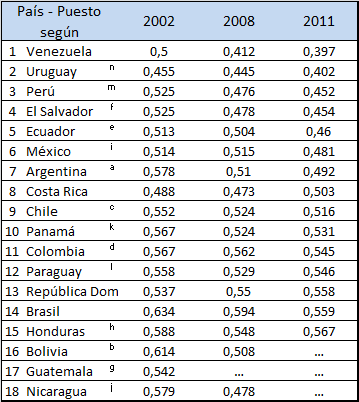 País - Puesto según 2002 2008 2011
1 Venezuela 0,5 0,412 0,397
2 Uruguay n 0,455 0,445 0,402
3 Perú m 0,525 0,476 0,452
4 El Salvador f 0,525 0,478 0,454
5 Ecuador e 0,513 0,504 0,46
6 México i 0,514 0,515 0,481
7 Argentina a 0,578 0,51 0,492
8 Costa Rica 0,488 0,473 0,503
9 Chile c 0,552 0,524 0,516
10 Panamá k 0,567 0,524 0,531
11 Colombia d 0,567 0,562 0,545
12 Paraguay l 0,558 0,529 0,546
13 República Dom 0,537 0,55 0,558
14 Brasil 0,634 0,594 0,559
15 Honduras h 0,588 0,548 0,567
16 Bolivia b 0,614 0,508 ...
17 Guatemala g 0,542 ... ...
18 Nicaragua j 0,579 0,478 ...